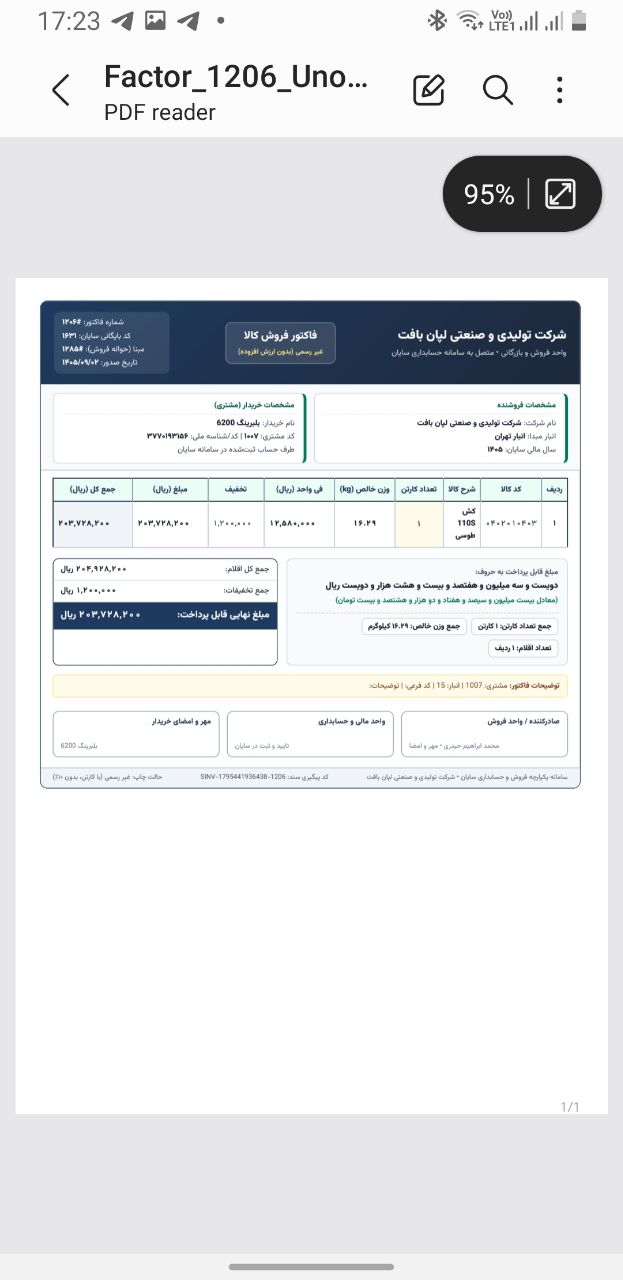 17:23
Vo)) LTE1
Factor_1206_Uno...
PDF reader
95%
شرکت تولیدی و صنعتی لپان بافت
واحد فروش و بازرگانی • متصل به سامانه حسابداری سایان
فاکتور فروش کالا
غیر رسمی (بدون ارزش افزوده)
شماره فاکتور: #۱۲۰۶
کد بایگانی سایان: ۱۶۳۱
مبنا (حواله فروش): #۱۲۸۵
تاریخ صدور: ۱۴۰۵/۰۹/۰۲
مشخصات فروشنده
نام شرکت: شرکت تولیدی و صنعتی لپان بافت
انبار مبدا: انبار تهران
سال مالی سایان: ۱۴۰۵
مشخصات خریدار (مشتری)
نام خریدار: بلبرینگ 6200
کد مشتری: ۱۰۰۷ | کد/شناسه ملی: ۳۷۷۰۱۹۳۱۵۶
طرف حساب ثبت‌شده در سامانه سایان
ردیف کد کالا شرح کالا تعداد کارتن وزن خالص (kg) فی واحد (ریال) تخفیف مبلغ (ریال) جمع کل (ریال)
۱ ۰۴۰۲۰۱۰۴۰۳ کش 110S طوسی ۱ ۱۶.۲۹ ۱۲,۵۸۰,۰۰۰ ۱,۲۰۰,۰۰۰ ۲۰۳,۷۲۸,۲۰۰ ۲۰۳,۷۲۸,۲۰۰
مبلغ قابل پرداخت به حروف:
دویست و سه میلیون و هفتصد و بیست و هشت هزار و دویست ریال
(معادل بیست میلیون و سیصد و هفتاد و دو هزار و هشتصد و بیست تومان)
جمع تعداد کارتن: ۱ کارتن
جمع وزن خالص: ۱۶.۲۹ کیلوگرم
تعداد اقلام: ۱ ردیف
جمع کل اقلام: ۲۰۴,۹۲۸,۲۰۰ ریال
جمع تخفیفات: ۱,۲۰۰,۰۰۰ ریال
مبلغ نهایی قابل پرداخت: ۲۰۳,۷۲۸,۲۰۰ ریال
توضیحات فاکتور: مشتری: 1007 | انبار: 15 | کد فرعی: | توضیحات:
صادرکننده / واحد فروش
محمد ابراهیم حیدری • مهر و امضا
واحد مالی و حسابداری
تایید و ثبت در سایان
مهر و امضای خریدار
بلبرینگ 6200
سامانه یکپارچه فروش و حسابداری سایان • شرکت تولیدی و صنعتی لپان بافت
کد پیگیری سند: SINV-1795441936438-1206
حالت چاپ: غیر رسمی (با کارتن، بدون ۱۰٪)
1/1